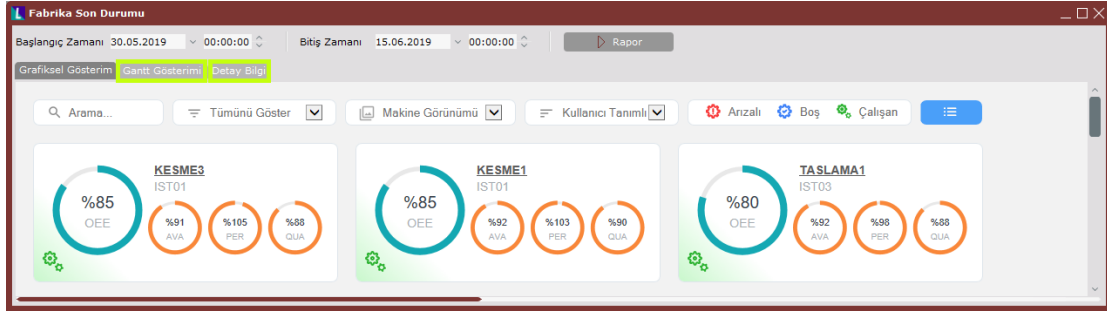 Fabrika Son Durumu
Başlangıç Zamanı 30.05.2019 00:00:00 Bitiş Zamanı 15.06.2019 00:00:00 Rapor
Grafiksel Gösterim Gantt Gösterimi Detay Bilgi
Arama... Tümünü Göster Makine Görünümü Kullanıcı Tanımlı Arızalı Boş Çalışan
KESME3
IST01
%85
OEE
%91
AVA
%105
PER
%88
QUA
KESME1
IST01
%85
OEE
%92
AVA
%103
PER
%90
QUA
TASLAMA1
IST03
%80
OEE
%92
AVA
%98
PER
%88
QUA